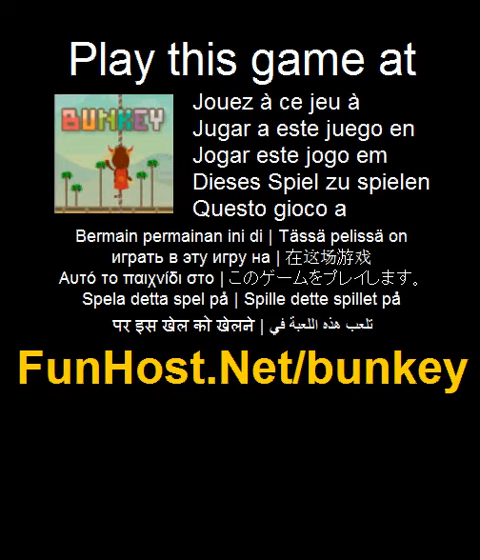 Play this game at
BUNKEY
Jouez à ce jeu à
Jugar a este juego en
Jogar este jogo em
Dieses Spiel zu spielen
Questo gioco a
Bermain permainan ini di | Tässä pelissä on
играть в эту игру на | 在这场游戏
Αυτό το παιχνίδι στο | このゲームをプレイします。
Spela detta spel på | Spille dette spillet på
पर इस खेल को खेलने | تلعب هذه اللعبة في
FunHost.Net/bunkey